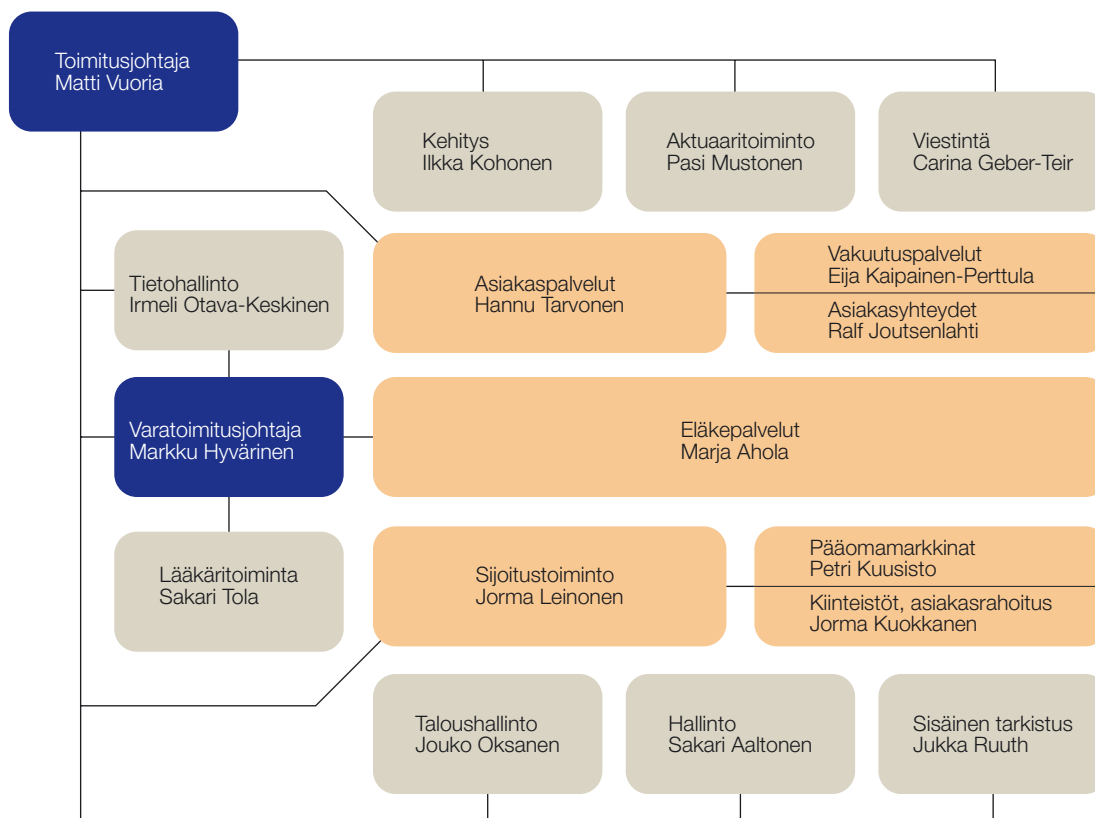 Toimitusjohtaja
Matti Vuoria
Kehitys
Ilkka Kohonen
Aktuaaritoiminto
Pasi Mustonen
Viestintä
Carina Geber-Teir
Tietohallinto
Irmeli Otava-Keskinen
Asiakaspalvelut
Hannu Tarvonen
Vakuutuspalvelut
Eija Kaipainen-Perttula
Asiakasyhteydet
Ralf Joutsenlahti
Varatoimitusjohtaja
Markku Hyvärinen
Eläkepalvelut
Marja Ahola
Lääkäritoiminta
Sakari Tola
Sijoitustoiminto
Jorma Leinonen
Pääomamarkkinat
Petri Kuusisto
Kiinteistöt, asiakasrahoitus
Jorma Kuokkanen
Taloushallinto
Jouko Oksanen
Hallinto
Sakari Aaltonen
Sisäinen tarkistus
Jukka Ruuth